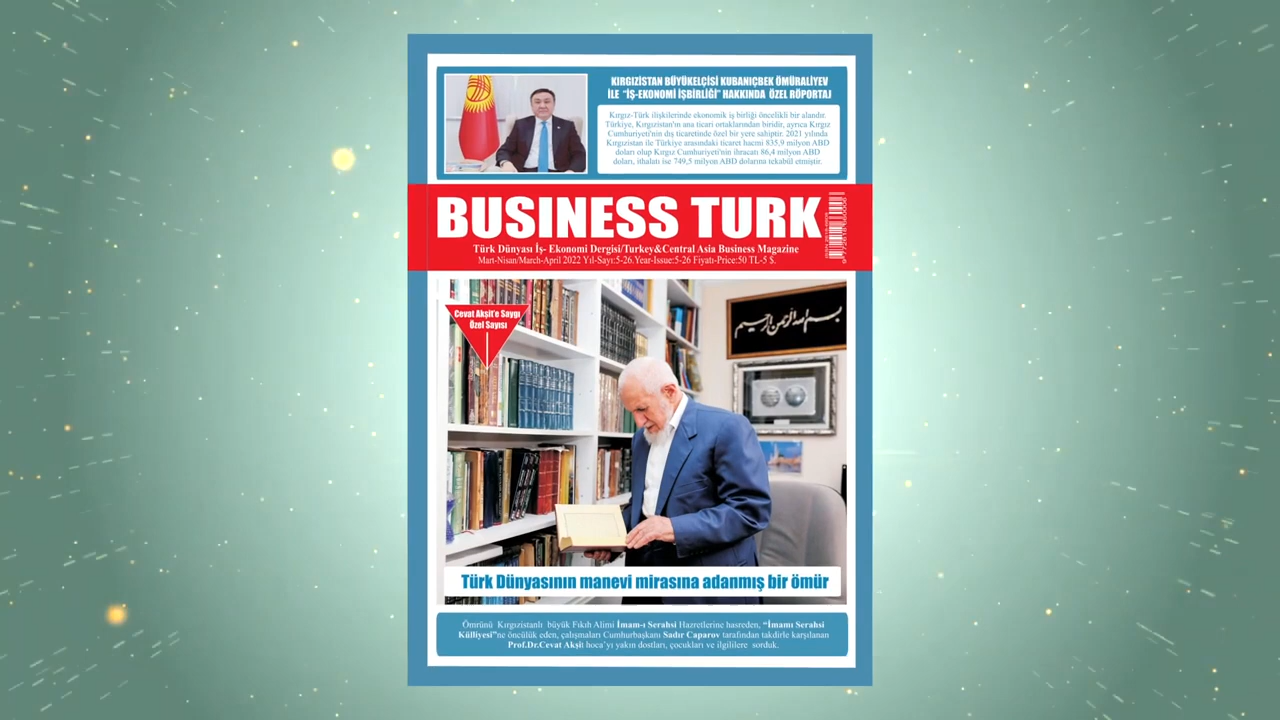 KIRGIZİSTAN BÜYÜKELÇİSİ KUBANIÇBEK ÖMÜRALİYEV
İLE "İŞ-EKONOMİ İŞBİRLİĞİ" HAKKINDA ÖZEL RÖPORTAJ
Kırgız-Türk ilişkilerinde ekonomik iş birliği öncelikli bir alandır.
Türkiye, Kırgızistan'ın ana ticari ortaklarından biridir, ayrıca Kırgız
Cumhuriyeti'nin dış ticaretinde özel bir yere sahiptir. 2021 yılında
Kırgızistan ile Türkiye arasındaki ticaret hacmi 835,9 milyon ABD
doları olup Kırgız Cumhuriyeti'nin ihracatı 86,4 milyon ABD
doları, ithalatı ise 749,5 milyon ABD dolarına tekabül etmiştir.
BUSINESS TURK
Türk Dünyası İş- Ekonomi Dergisi/Turkey&Central Asia Business Magazine
Mart-Nisan/March-April 2022 Yıl-Sayı:5-26.Year-Issue:5-26 Fiyatı-Price:50 TL-5 $.
Cevat Akşit'e Saygı
Özel Sayısı
بسم الله الرحمن الرحيم
Türk Dünyasının manevi mirasına adanmış bir ömür
Ömrünü Kırgızistanlı büyük Fıkıh Alimi İmam-ı Serahsi Hazretlerine hasreden, "İmamı Serahsi
Külliyesi"ne öncülük eden, çalışmaları Cumhurbaşkanı Sadır Caparov tarafından takdirle karşılanan
Prof.Dr.Cevat Akşit hoca'yı yakın dostları, çocukları ve ilgililere sorduk.